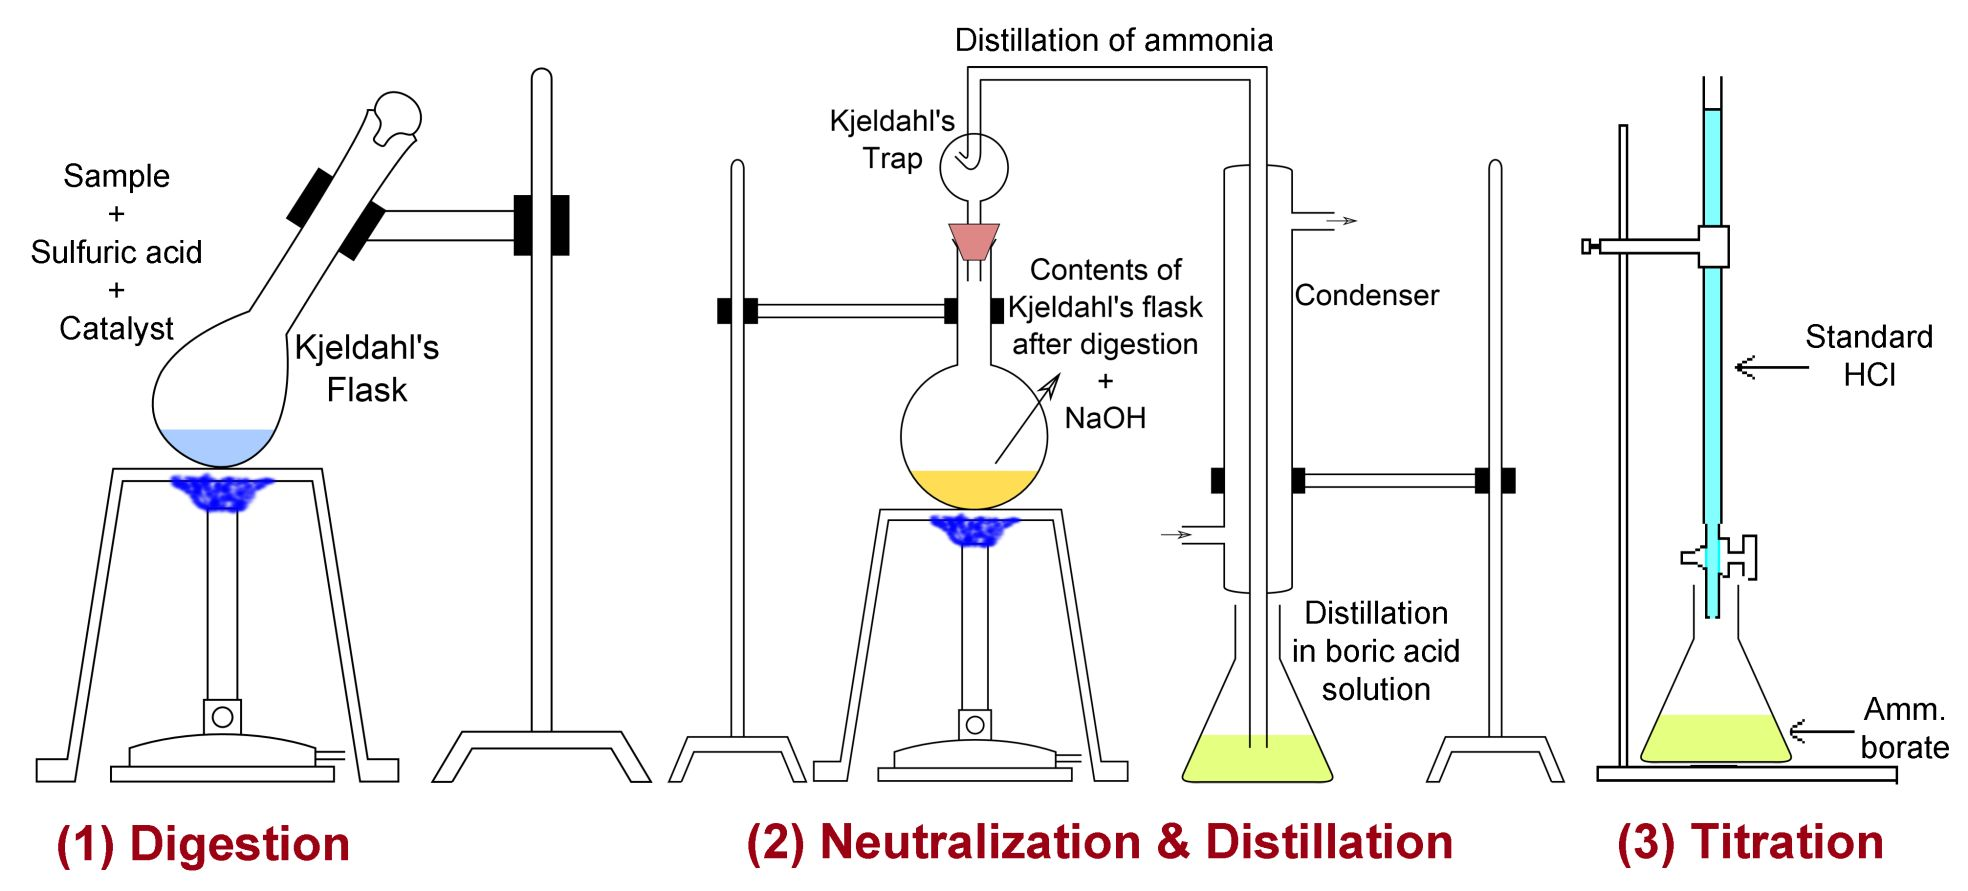 Sample
+
Sulfuric acid
+
Catalyst
Kjeldahl's
Flask
(1) Digestion
Distillation of ammonia
Kjeldahl's
Trap
Contents of
Kjeldahl's flask
after digestion
+
NaOH
Condenser
Distillation
in boric acid
solution
(2) Neutralization & Distillation
Standard
HCl
Amm.
borate
(3) Titration